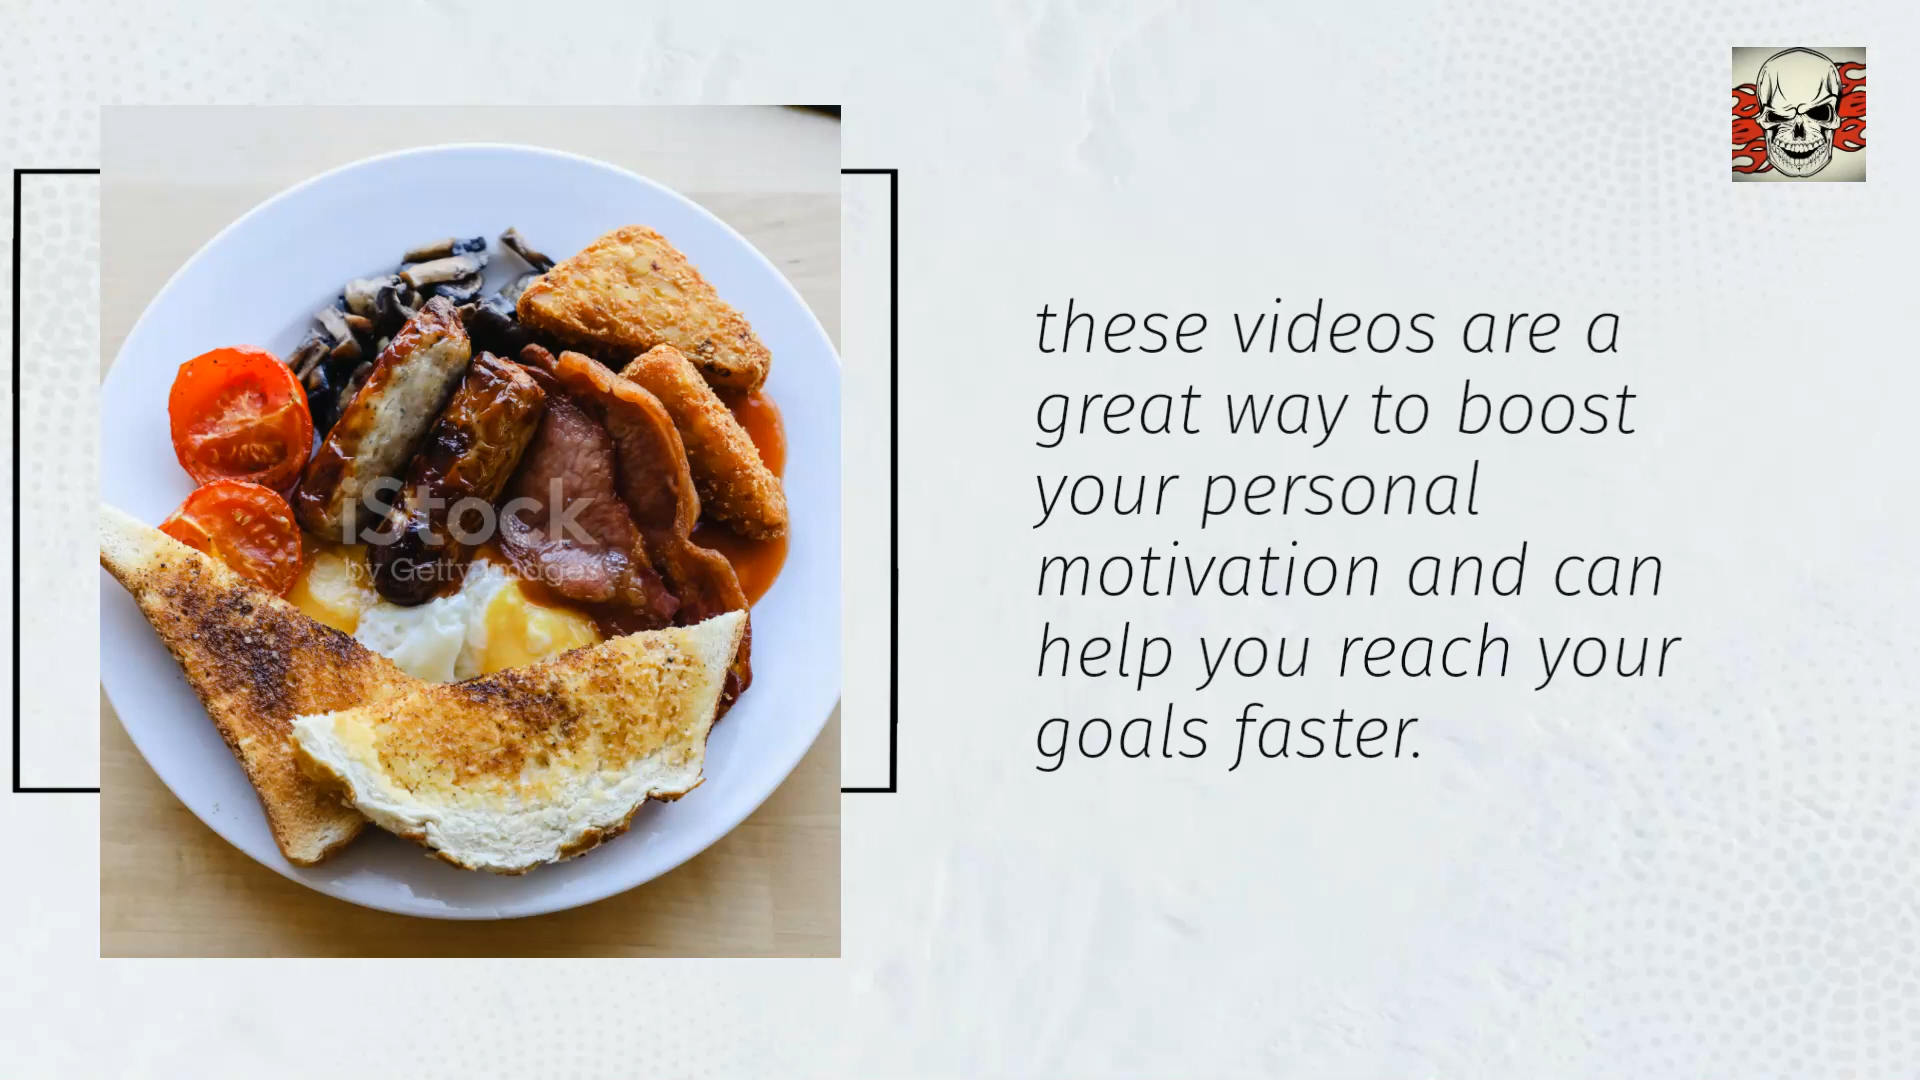 iStock
by Getty Images
these videos are a
great way to boost
your personal
motivation and can
help you reach your
goals faster.